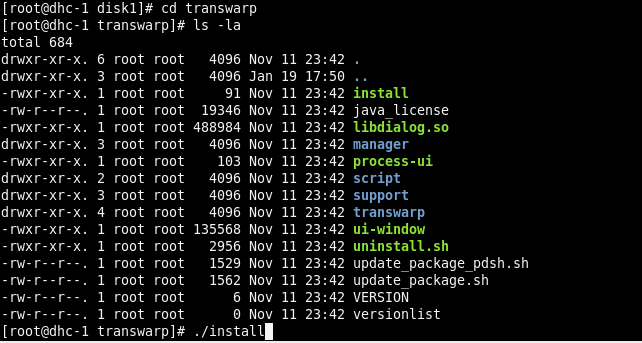 [root@dhc-1 disk1]# cd transwarp
[root@dhc-1 transwarp]# ls -la
total 684
drwxr-xr-x. 6 root root   4096 Nov 11 23:42 .
drwxr-xr-x. 3 root root   4096 Jan 19 17:50 ..
-rwxr-xr-x. 1 root root     91 Nov 11 23:42 install
-rw-r--r--. 1 root root  19346 Nov 11 23:42 java_license
-rwxr-xr-x. 1 root root 488984 Nov 11 23:42 libdialog.so
drwxr-xr-x. 3 root root   4096 Nov 11 23:42 manager
-rwxr-xr-x. 1 root root    103 Nov 11 23:42 process-ui
drwxr-xr-x. 2 root root   4096 Nov 11 23:42 script
drwxr-xr-x. 3 root root   4096 Nov 11 23:42 support
drwxr-xr-x. 4 root root   4096 Nov 11 23:42 transwarp
-rwxr-xr-x. 1 root root 135568 Nov 11 23:42 ui-window
-rwxr-xr-x. 1 root root   2956 Nov 11 23:42 uninstall.sh
-rw-r--r--. 1 root root   1529 Nov 11 23:42 update_package_pdsh.sh
-rw-r--r--. 1 root root   1562 Nov 11 23:42 update_package.sh
-rw-r--r--. 1 root root      6 Nov 11 23:42 VERSION
-rw-r--r--. 1 root root      0 Nov 11 23:42 versionlist
[root@dhc-1 transwarp]# ./install